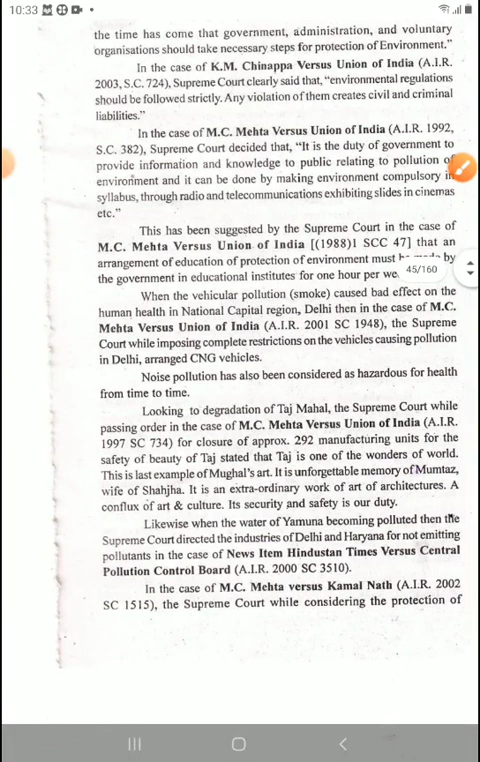 10:33
the time has come that government, administration, and voluntary
organisations should take necessary steps for protection of Environment."
In the case of K.M. Chinappa Versus Union of India (A.I.R.
2003, S.C. 724), Supreme Court clearly said that, "environmental regulations
should be followed strictly. Any violation of them creates civil and criminal
liabilities."
In the case of M.C. Mehta Versus Union of India (A.I.R. 1992,
S.C. 382), Supreme Court decided that, "It is the duty of government to
provide information and knowledge to public relating to pollution of
environment and it can be done by making environment compulsory in
syllabus, through radio and telecommunications exhibiting slides in cinemas
etc."
This has been suggested by the Supreme Court in the case of
M.C. Mehta Versus Union of India [(1988)1 SCC 47] that an
arrangement of education of protection of environment must by
the government in educational institutes for one hour per
45/160
When the vehicular pollution (smoke) caused bad effect on the
human health in National Capital region, Delhi then in the case of M.C.
Mehta Versus Union of India (A.I.R. 2001 SC 1948), the Supreme
Court while imposing complete restrictions on the vehicles causing pollution
in Delhi, arranged CNG vehicles.
Noise pollution has also been considered as hazardous for health
from time to time.
Looking to degradation of Taj Mahal, the Supreme Court while
passing order in the case of M.C. Mehta Versus Union of India (A.I.R.
1997 SC 734) for closure of approx. 292 manufacturing units for the
safety of beauty of Taj stated that Taj is one of the wonders of world.
This is last example of Mughal's art. It is unforgettable memory of Mumtaz,
wife of Shahjha. It is an extra-ordinary work of art of architectures. A
conflux of art & culture. Its security and safety is our duty.
Likewise when the water of Yamuna becoming polluted then the
Supreme Court directed the industries of Delhi and Haryana for not emitting
pollutants in the case of News Item Hindustan Times Versus Central
Pollution Control Board (A.I.R. 2000 SC 3510).
In the case of M.C. Mehta versus Kamal Nath (A.I.R. 2002
SC 1515), the Supreme Court while considering the protection of